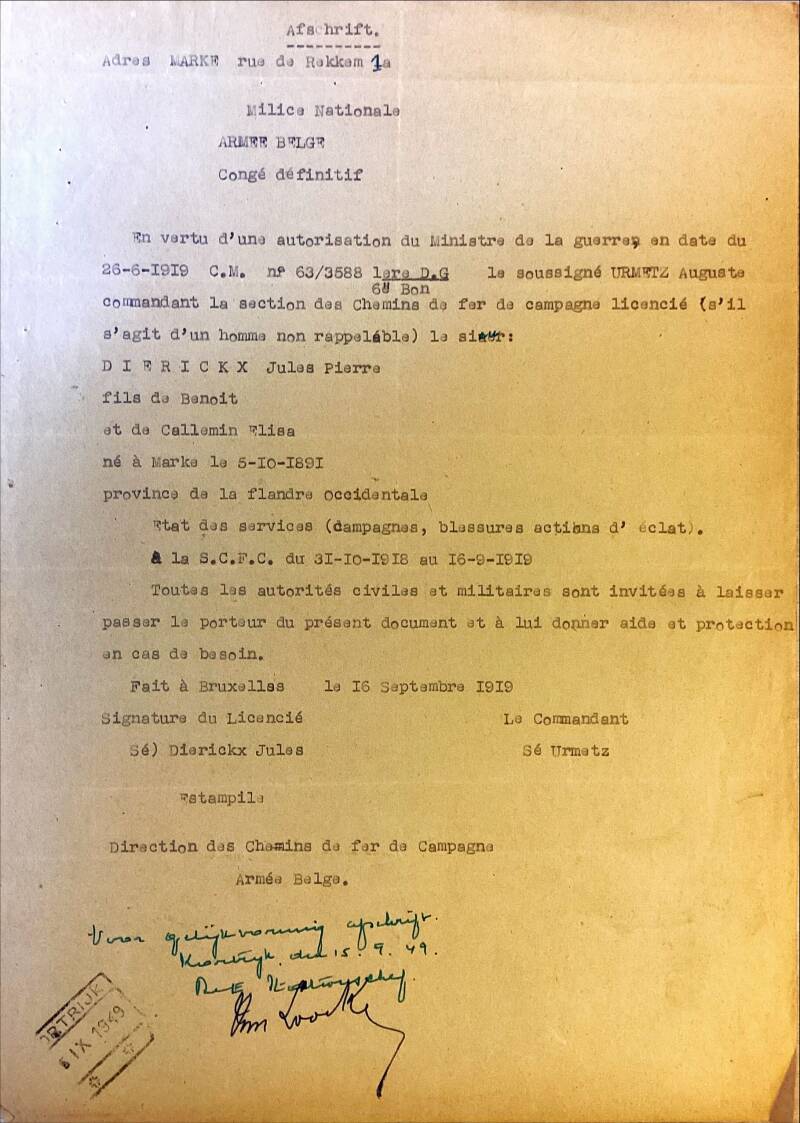 Afschrift.
Adres MARKE rue de Rekkem 1a
Milice Nationale
ARMEE BELGE
Congé définitif
En vertu d'une autorisation du Ministre de la guerre, en date du
26-6-1919 C.M. nº 63/3588 1ere D.G le soussigné URMETZ Auguste
6e Bon
commandant la section des Chemins de fer de campagne licencié (s'il
s'agit d'un homme non rappelable) le sieur:
DIERICKX Jules Pierre
fils de Benoit
et de Callemin Elisa
né à Marke le 5-10-1891
province de la flandre occidentale
Etat des services (campagnes, blessures actions d' éclat).
A la S.C.F.C. du 31-10-1918 au 16-9-1919
Toutes les autorités civiles et militaires sont invitées à laisser
passer le porteur du présent document et à lui donner aide et protection
en cas de besoin.
Fait à Bruxelles le 16 Septembre 1919
Signature du Licencié Le Commandant
Sé) Dierickx Jules Sé Urmetz
Estampile
Direction des Chemins de fer de Campagne
Armée Belge.
Voor gelijkvormig afschrift.
Kortrijk, den 15.9.49.
ORTRIJK
IX 1949